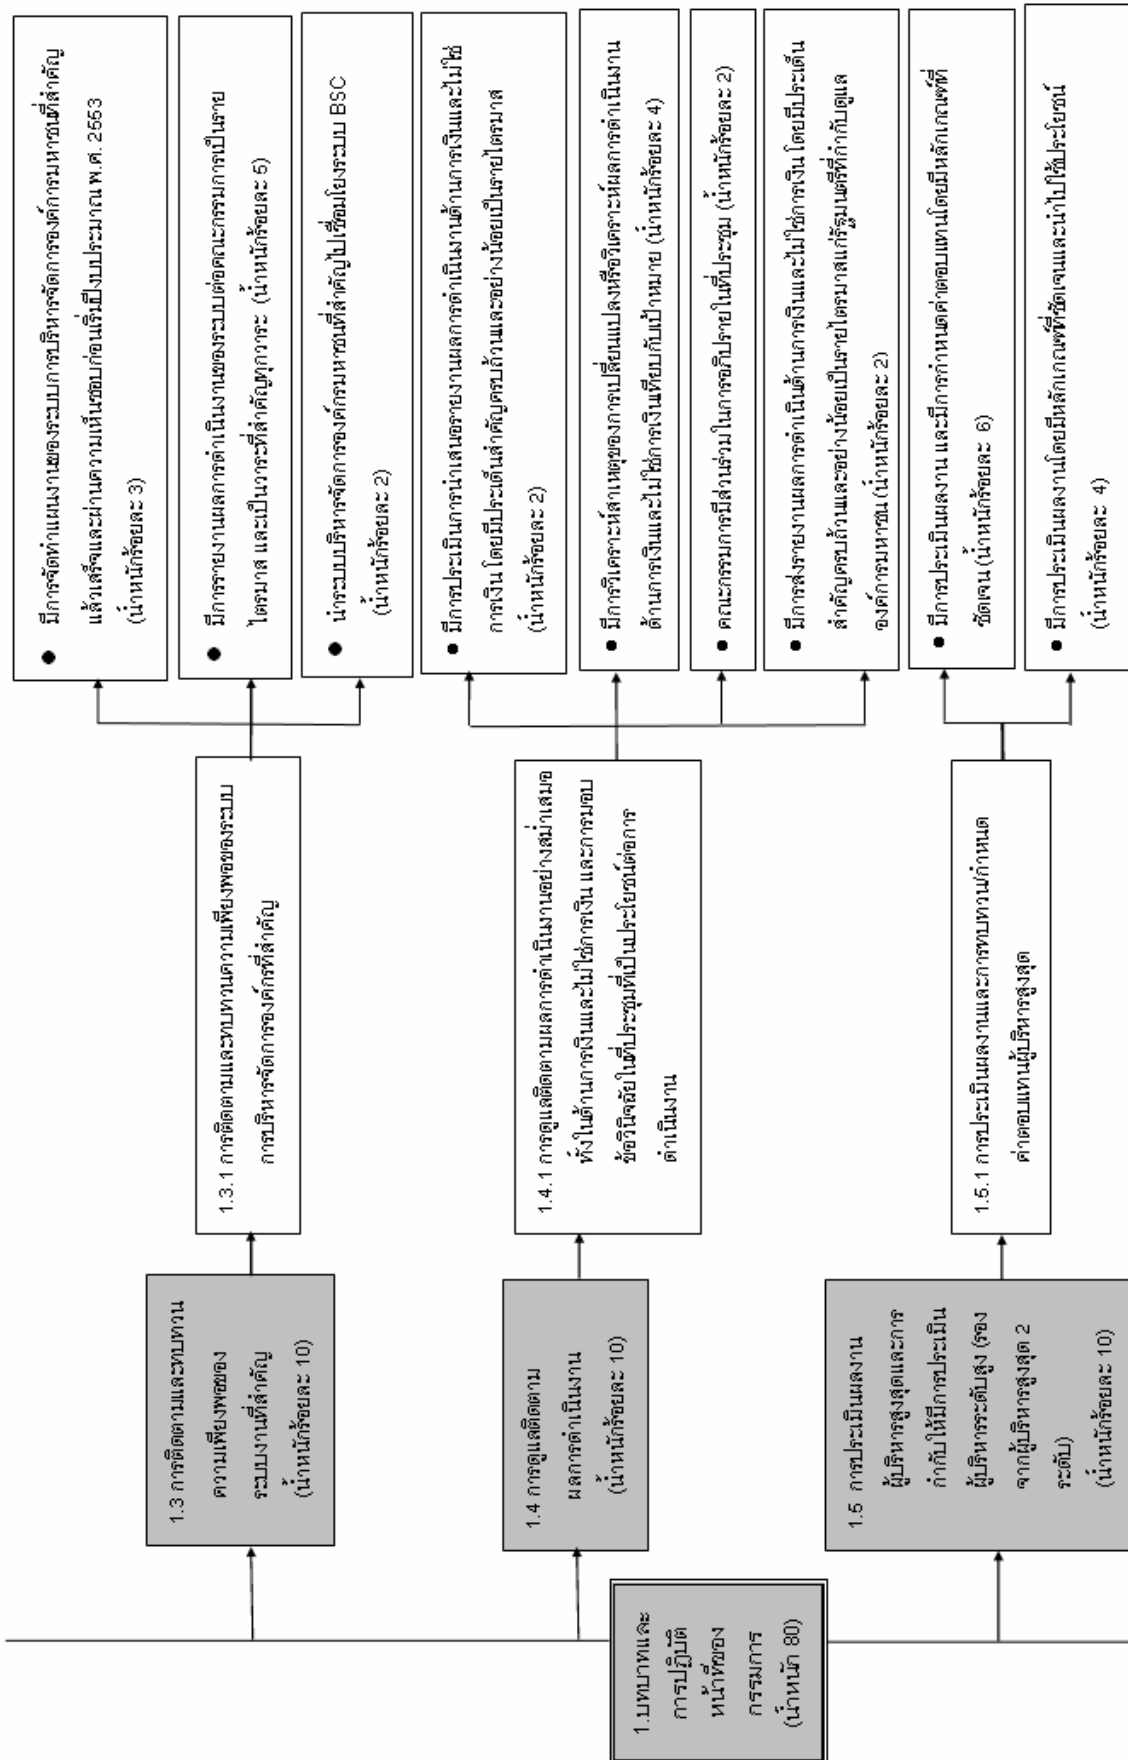 1.บทบาทและ
การปฏิบัติ
หน้าที่ของ
กรรมการ
(น้ำหนัก 80)
1.3 การติดตามและทบทวน
ความเพียงพอของ
ระบบงานที่สำคัญ
(น้ำหนักร้อยละ 10)
1.3.1 การติดตามและทบทวนความเพียงพอของระบบ
การบริหารจัดการองค์กรที่สำคัญ
● มีการจัดทำแผนงานของระบบการบริหารจัดการองค์การมหาชนที่สำคัญ
แล้วเสร็จและผ่านความเห็นชอบก่อนเริ่มปีงบประมาณ พ.ศ. 2553
(น้ำหนักร้อยละ 3)
● มีการรายงานผลการดำเนินงานของระบบต่อคณะกรรมการเป็นราย
ไตรมาส และเป็นวาระที่สำคัญทุกวาระ (น้ำหนักร้อยละ 5)
● นำระบบบริหารจัดการองค์กรมหาชนที่สำคัญไปเชื่อมโยงระบบ BSC
(น้ำหนักร้อยละ 2)
1.4 การดูแลติดตาม
ผลการดำเนินงาน
(น้ำหนักร้อยละ 10)
1.4.1 การดูแลติดตามผลการดำเนินงานอย่างสม่ำเสมอ
ทั้งในด้านการเงินและไม่ใช่การเงิน และการมอบ
ข้อวินิจฉัยในที่ประชุมที่เป็นประโยชน์ต่อการ
ดำเนินงาน
● มีการประเมินการนำเสนอรายงานผลการดำเนินงานด้านการเงินและไม่ใช่
การเงิน โดยมีประเด็นสำคัญครบถ้วนและอย่างน้อยเป็นรายไตรมาส
(น้ำหนักร้อยละ 2)
● มีการวิเคราะห์สาเหตุของการเปลี่ยนแปลงหรือวิเคราะห์ผลการดำเนินงาน
ด้านการเงินและไม่ใช่การเงินเทียบกับเป้าหมาย (น้ำหนักร้อยละ 4)
● คณะกรรมการมีส่วนร่วมในการอภิปรายในที่ประชุม (น้ำหนักร้อยละ 2)
● มีการส่งรายงานผลการดำเนินด้านการเงินและไม่ใช่การเงิน โดยมีประเด็น
สำคัญครบถ้วนและอย่างน้อยเป็นรายไตรมาสแก่รัฐมนตรีที่กำกับดูแล
องค์การมหาชน (น้ำหนักร้อยละ 2)
1.5 การประเมินผลงาน
ผู้บริหารสูงสุดและการ
กำกับให้มีการประเมิน
ผู้บริหารระดับสูง (รอง
จากผู้บริหารสูงสุด 2
ระดับ)
(น้ำหนักร้อยละ 10)
1.5.1 การประเมินผลงานและการทบทวน/กำหนด
ค่าตอบแทนผู้บริหารสูงสุด
● มีการประเมินผลงาน และมีการกำหนดค่าตอบแทนโดยมีหลักเกณฑ์ที่
ชัดเจน (น้ำหนักร้อยละ 6)
● มีการประเมินผลงานโดยมีหลักเกณฑ์ที่ชัดเจนและนำไปใช้ประโยชน์
(น้ำหนักร้อยละ 4)